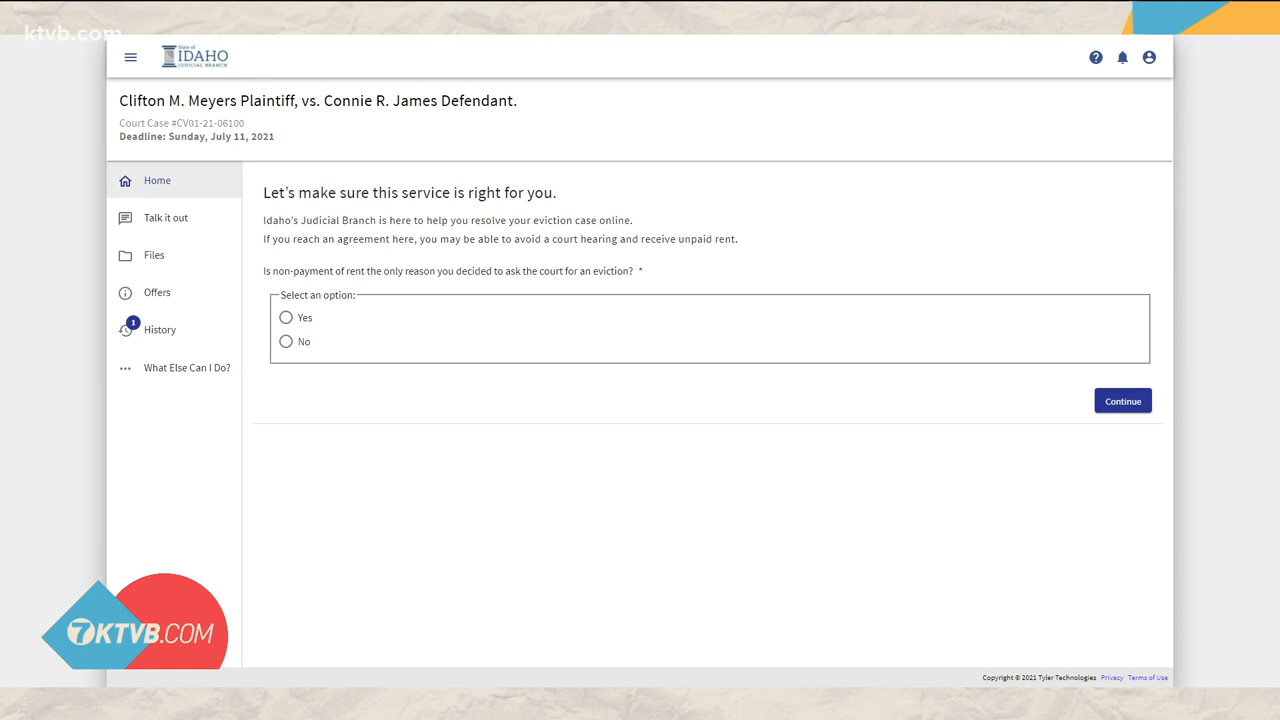 ktvb.com
State of
IDAHO
JUDICIAL BRANCH
Clifton M. Meyers Plaintiff, vs. Connie R. James Defendant.
Court Case #CV01-21-06100
Deadline: Sunday, July 11, 2021
Home
Talk it out
Files
Offers
1
History
What Else Can I Do?
Let’s make sure this service is right for you.
Idaho’s Judicial Branch is here to help you resolve your eviction case online.
If you reach an agreement here, you may be able to avoid a court hearing and receive unpaid rent.
Is non-payment of rent the only reason you decided to ask the court for an eviction? *
Select an option:
Yes
No
Continue
7KTVB.COM
Copyright © 2021 Tyler Technologies Privacy Terms of Use